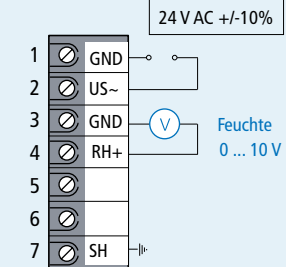 24 V AC +/-10%
1 GND
2 US~
3 GND
V
Feuchte
4 RH+
0 ... 10 V
5
6
7 SH